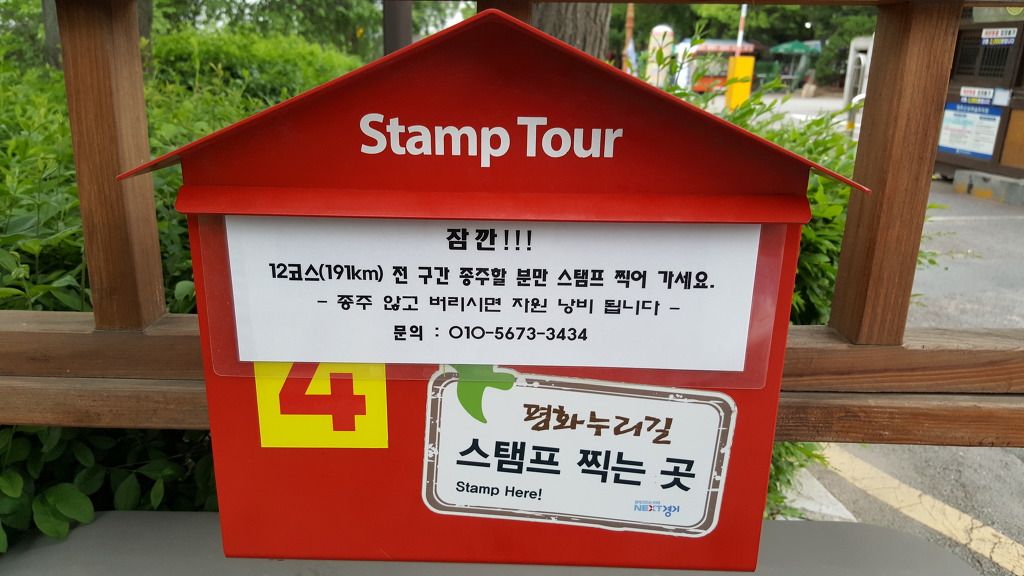 Stamp Tour
잠깐!!!
12코스(191km) 전 구간 종주할 분만 스탬프 찍어 가세요.
- 종주 않고 버리시면 자원 낭비 됩니다 -
문의 : 010-5673-3434
4
평화누리길
스탬프 찍는 곳
Stamp Here!
NEXT경기